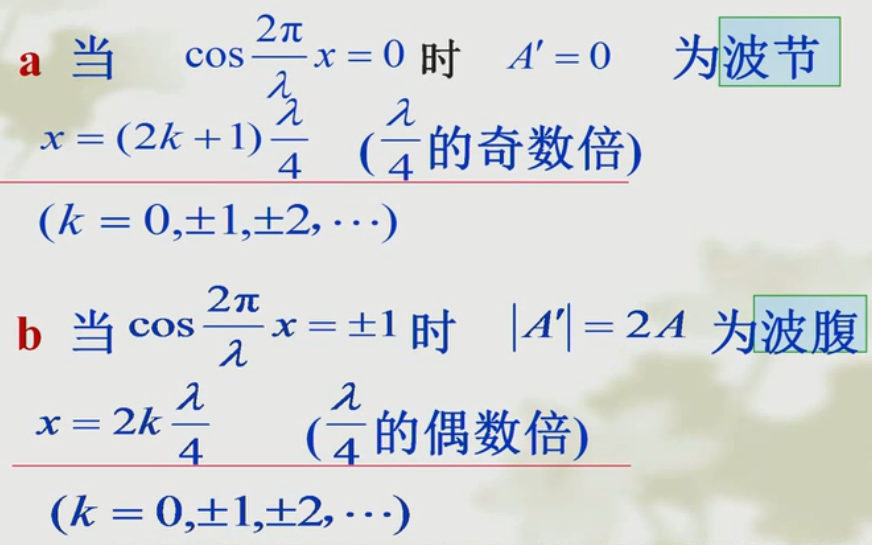 a 当 cos 2π/λ x = 0 时 A′ = 0 为波节
x = (2k + 1) λ/4 (λ/4 的奇数倍)
(k = 0,±1,±2, ···)
b 当 cos 2π/λ x = ±1 时 |A′| = 2A 为波腹
x = 2k λ/4 (λ/4 的偶数倍)
(k = 0,±1,±2, ···)